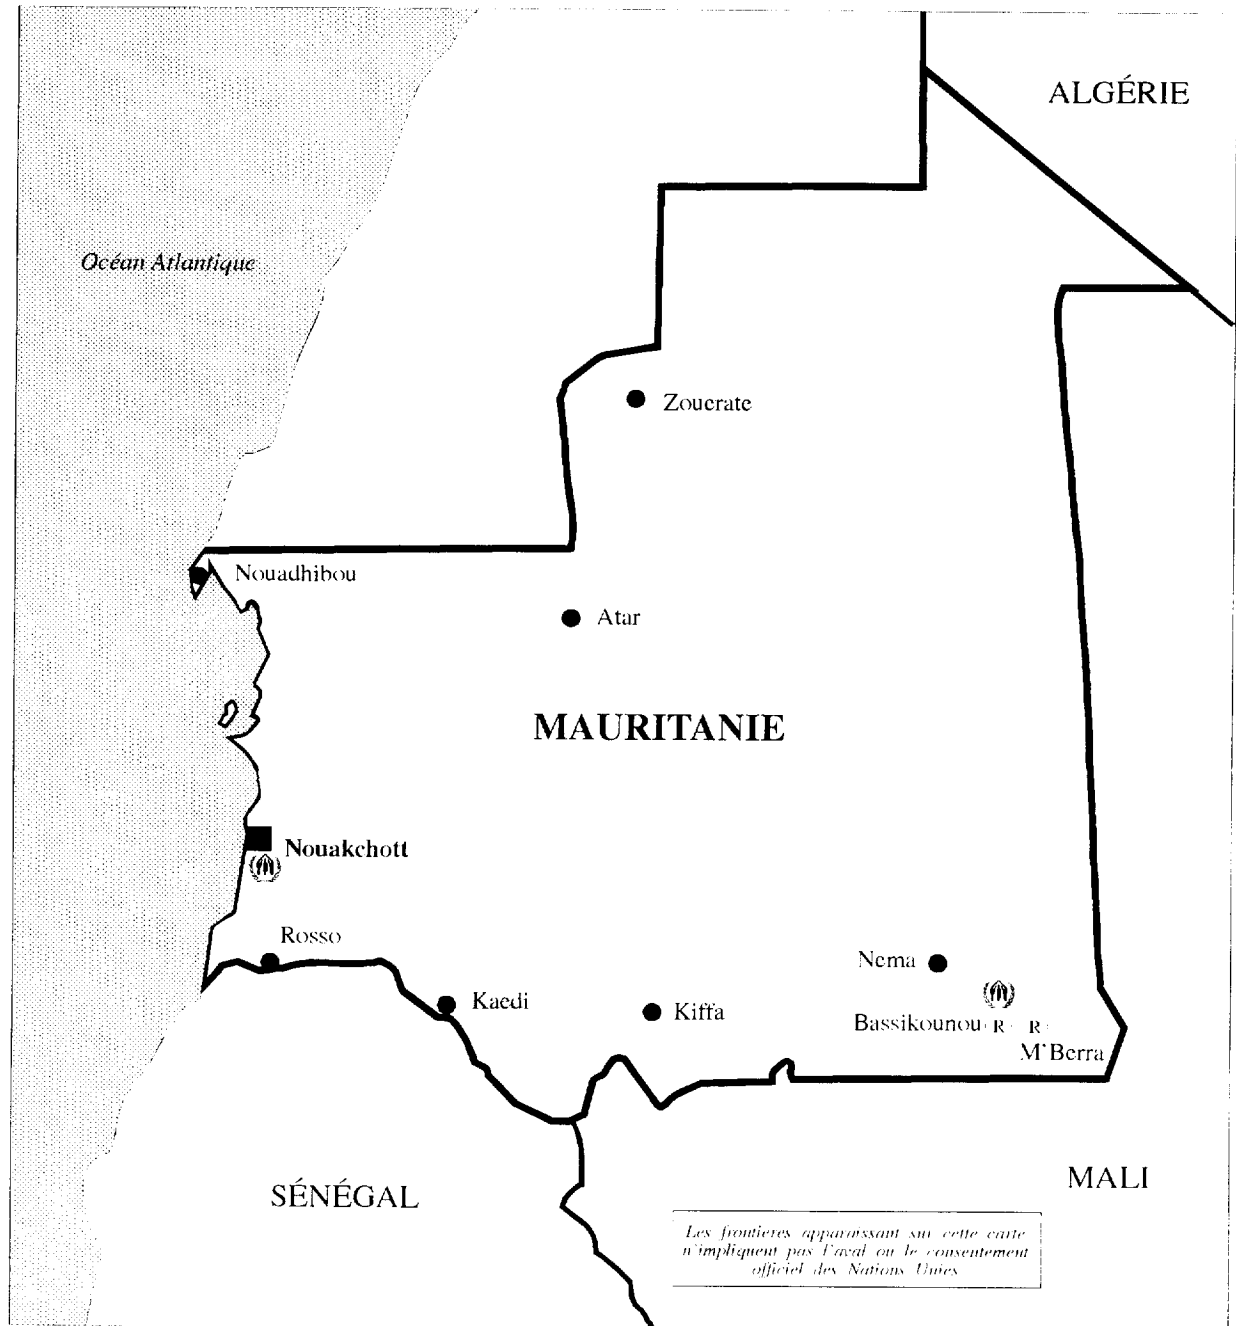 ALGÉRIE
Océan Atlantique
Zouerate
Nouadhibou
Atar
MAURITANIE
Nouakchott
Rosso
Nema
Kaedi
Kiffa
Bassikounou R R
M'Berra
SÉNÉGAL
MALI
Les frontieres apparaissant sur cette carte
n'impliquent pas l'aval ou le consentement
officiel des Nations Unies